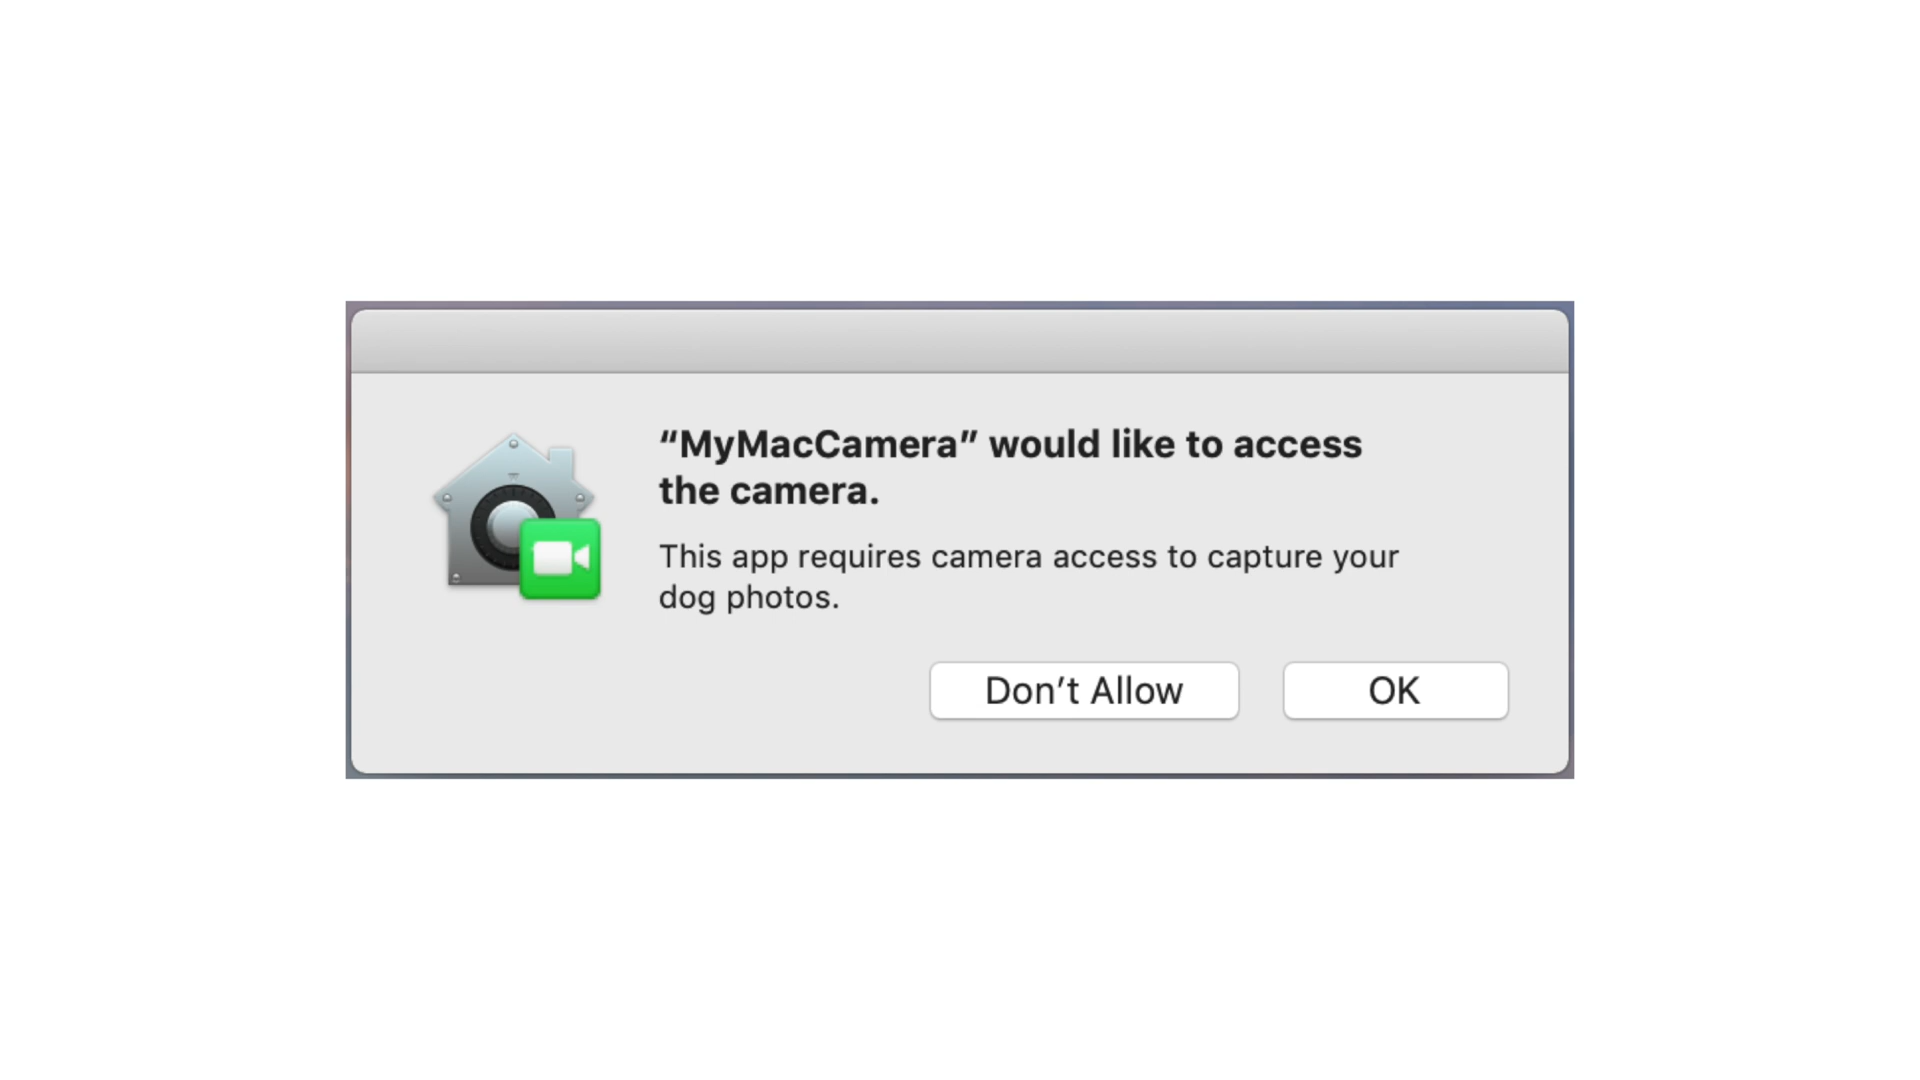 “MyMacCamera” would like to access
the camera.
This app requires camera access to capture your
dog photos.
Don’t Allow
OK